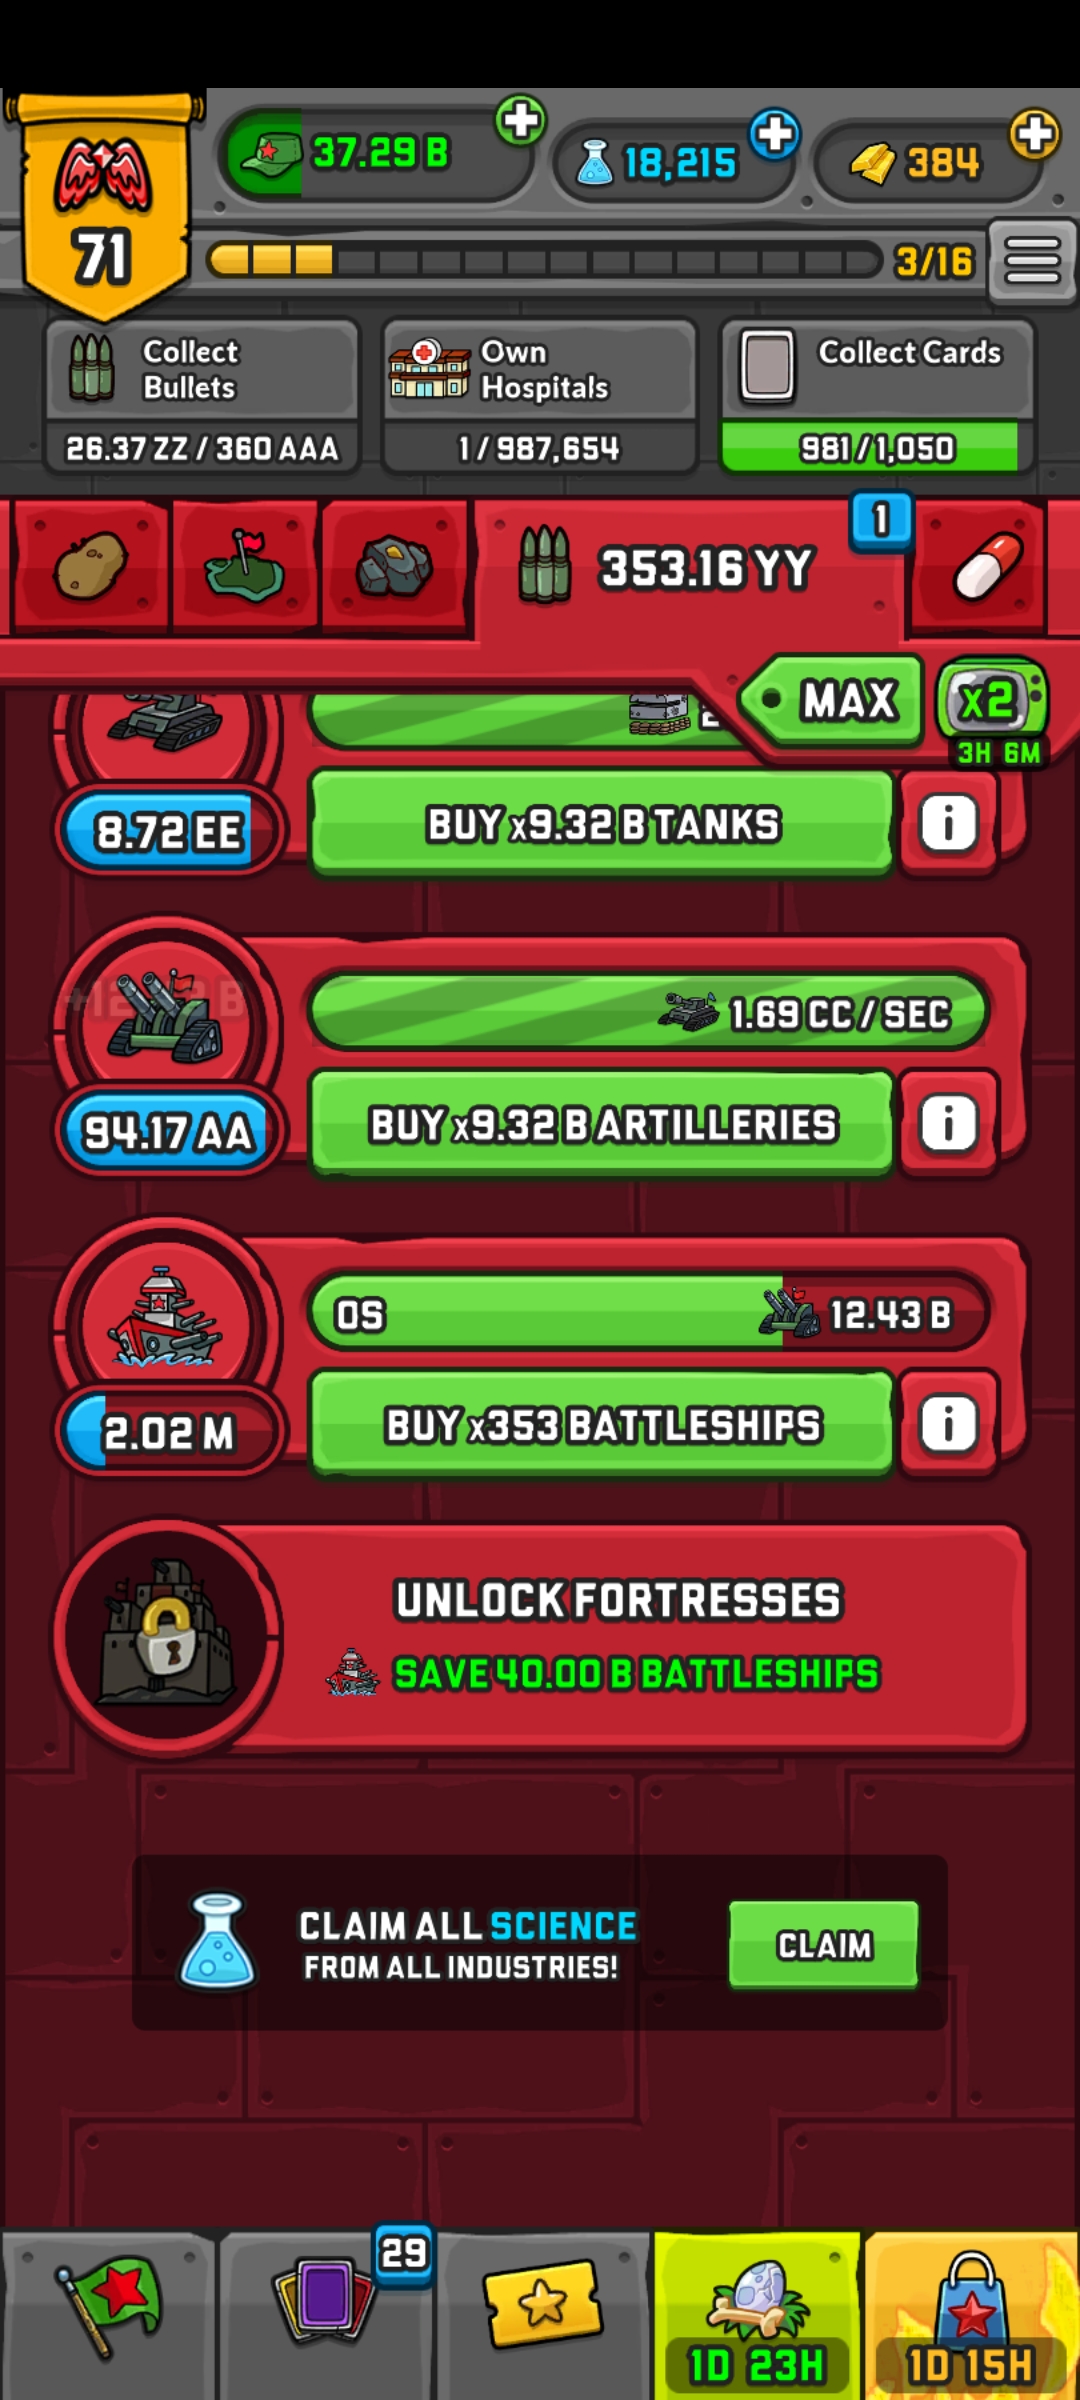 37.29 B
18,215
384
71
3/16
Collect
Bullets
26.37 ZZ / 360 AAA
Own
Hospitals
1 / 987,654
Collect Cards
981 / 1,050
353.16 YY
1
MAX
x2
3H 6M
8.72 EE
BUY x9.32 B TANKS
i
1.69 CC / SEC
94.17 AA
BUY x9.32 B ARTILLERIES
i
0S
12.43 B
2.02 M
BUY x353 BATTLESHIPS
i
UNLOCK FORTRESSES
SAVE 40.00 B BATTLESHIPS
CLAIM ALL SCIENCE
FROM ALL INDUSTRIES!
CLAIM
29
1D 23H
1D 15H